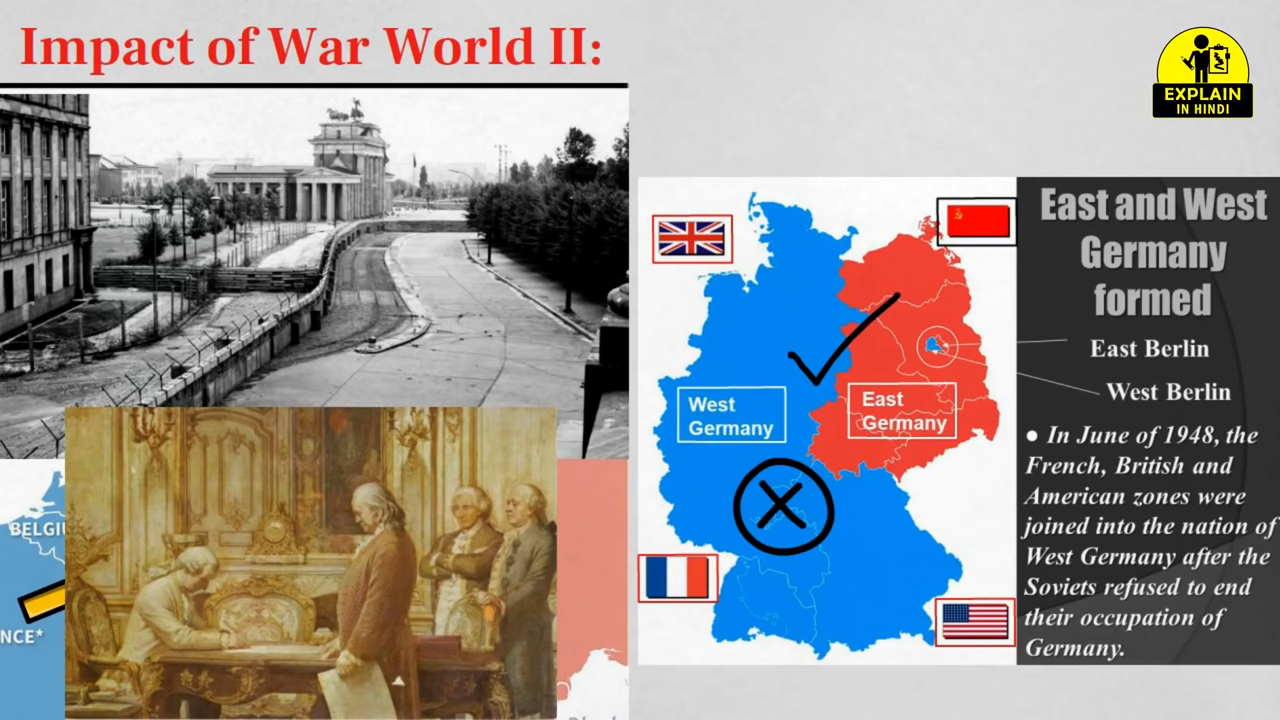 Impact of War World II:
EXPLAIN
IN HINDI
BELGIU
NCE*
West
Germany
East
Germany
East and West
Germany
formed
East Berlin
West Berlin
● In June of 1948, the
French, British and
American zones were
joined into the nation of
West Germany after the
Soviets refused to end
their occupation of
Germany.